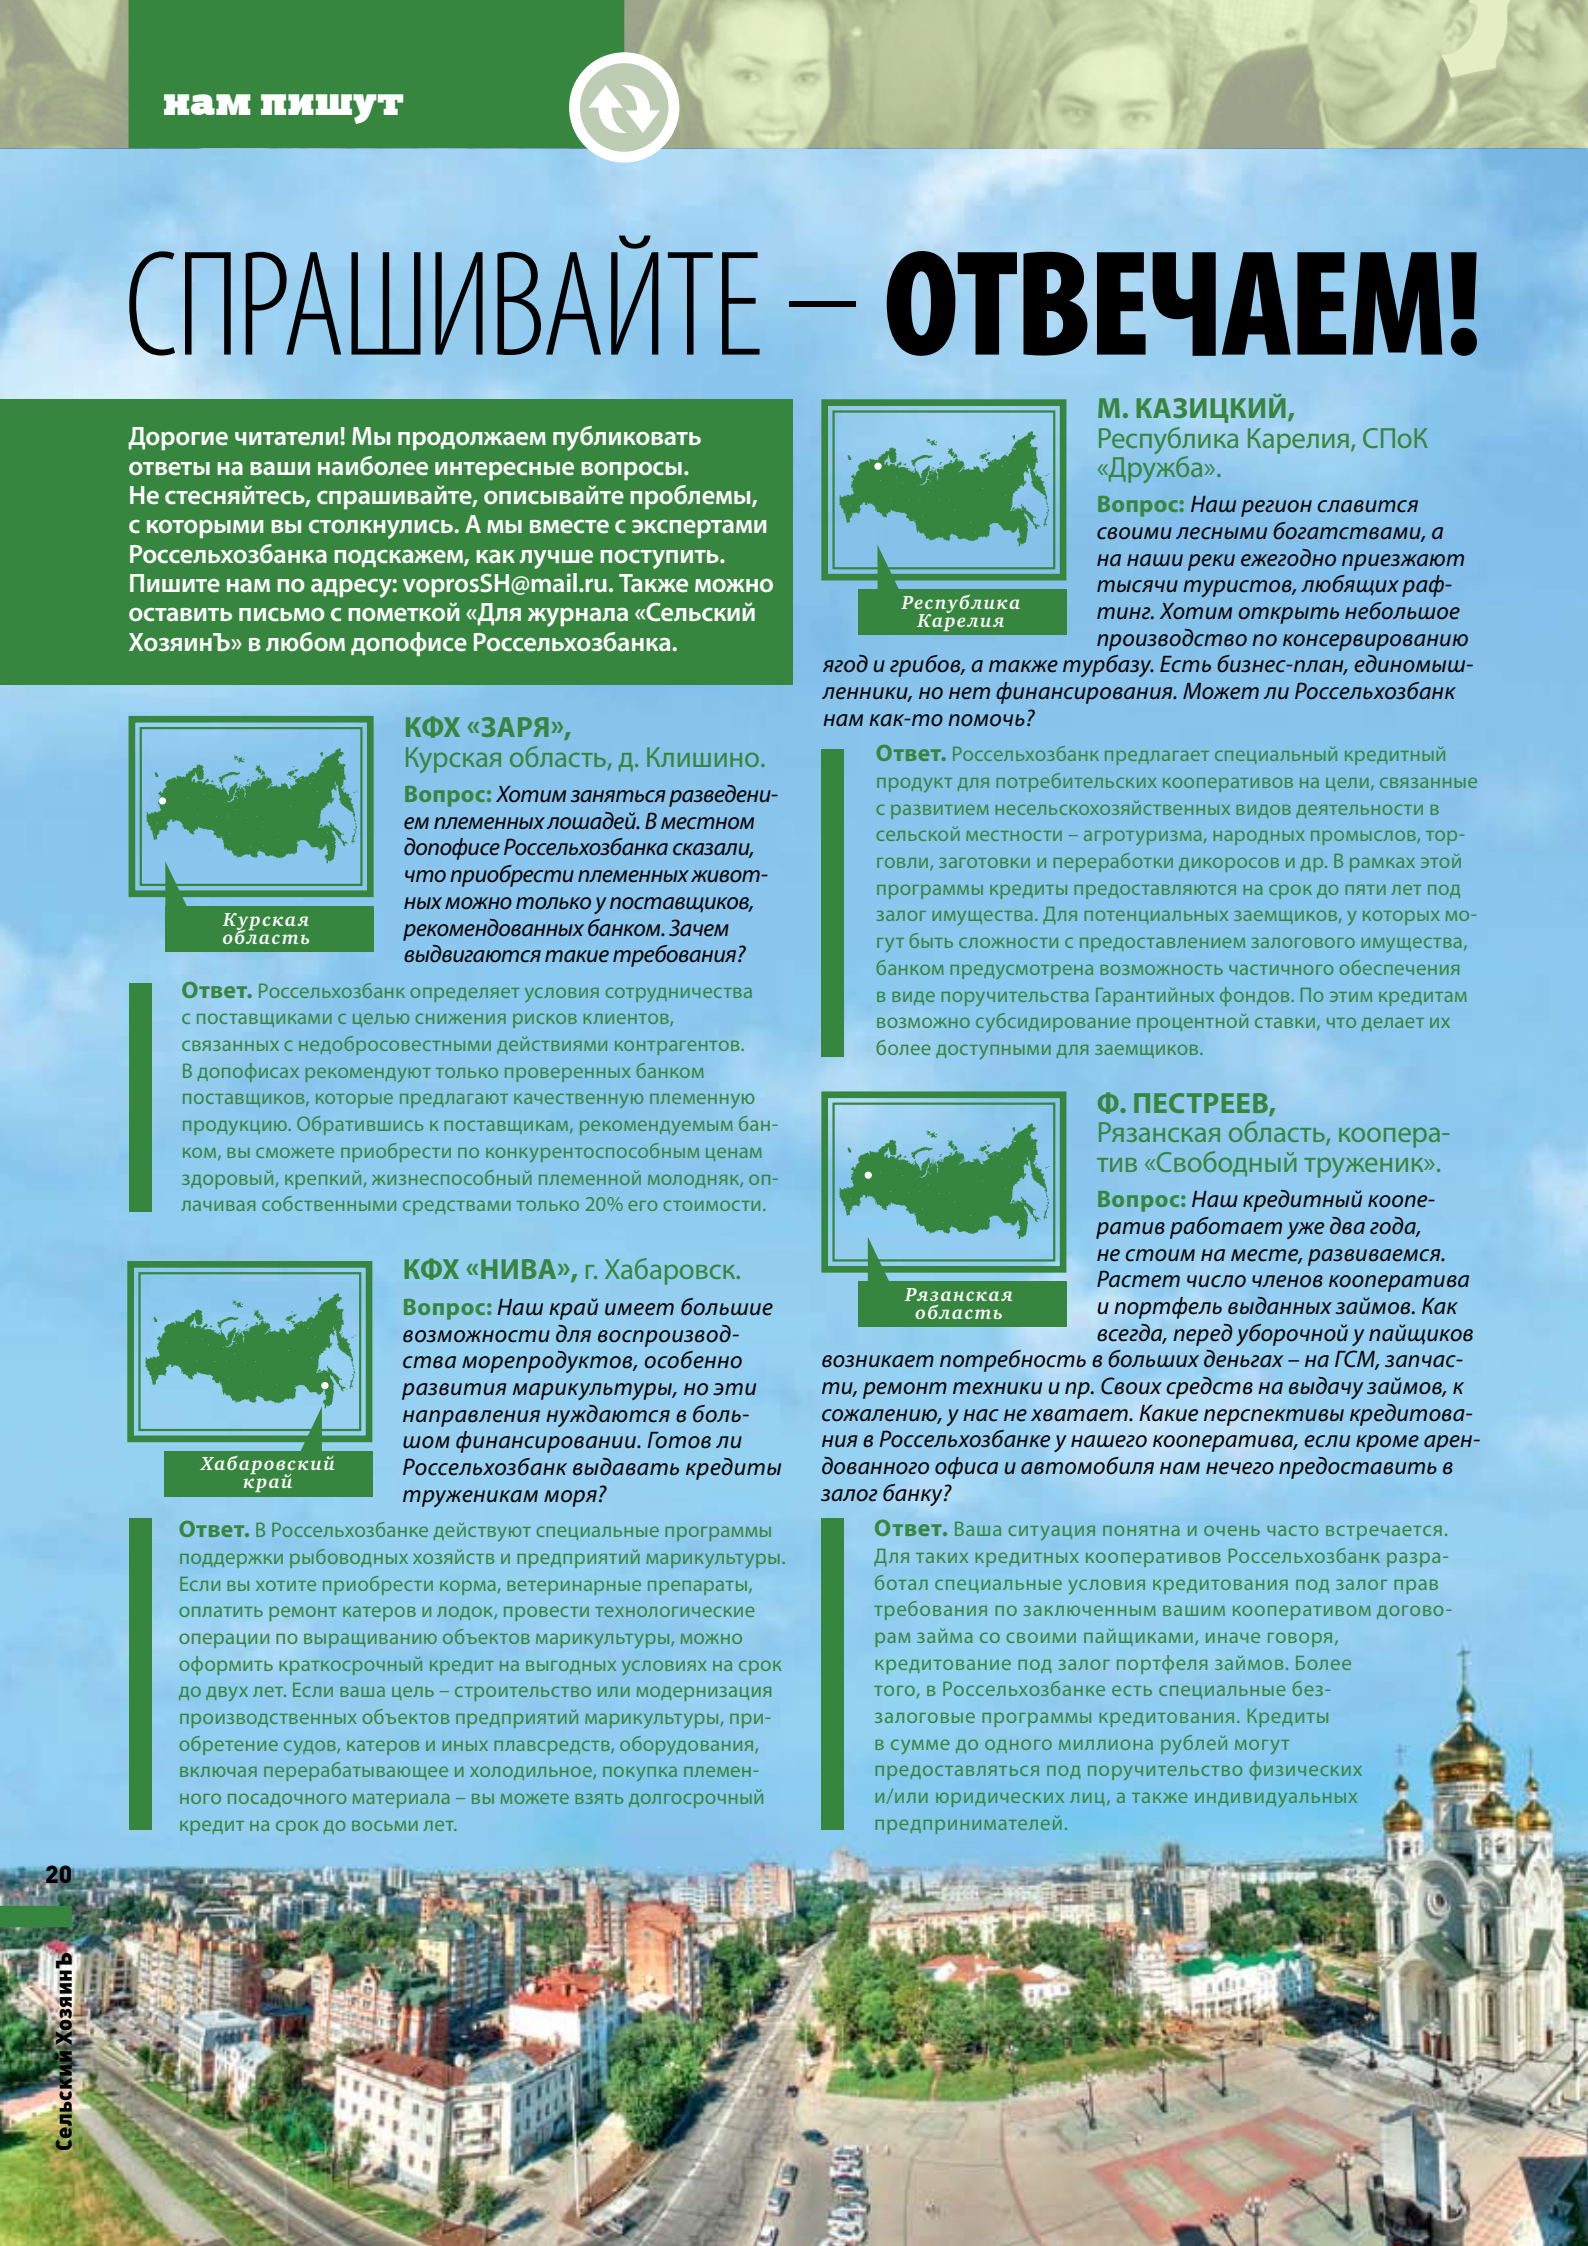 нам пишут
СПРАШИВАЙТЕ — ОТВЕЧАЕМ!
Дорогие читатели! Мы продолжаем публиковать
ответы на ваши наиболее интересные вопросы.
Не стесняйтесь, спрашивайте, описывайте проблемы,
с которыми вы столкнулись. А мы вместе с экспертами
Россельхозбанка подскажем, как лучше поступить.
Пишите нам по адресу: voprosSH@mail.ru. Также можно
оставить письмо с пометкой «Для журнала «Сельский
ХозяинЪ» в любом допофисе Россельхозбанка.
Курская
область
КФХ «ЗАРЯ»,
Курская область, д. Клишино.
Вопрос: Хотим заняться разведени-
ем племенных лошадей. В местном
допофисе Россельхозбанка сказали,
что приобрести племенных живот-
ных можно только у поставщиков,
рекомендованных банком. Зачем
выдвигаются такие требования?
Ответ. Россельхозбанк определяет условия сотрудничества
с поставщиками с целью снижения рисков клиентов,
связанных с недобросовестными действиями контрагентов.
В допофисах рекомендуют только проверенных банком
поставщиков, которые предлагают качественную племенную
продукцию. Обратившись к поставщикам, рекомендуемым бан-
ком, вы сможете приобрести по конкурентоспособным ценам
здоровый, крепкий, жизнеспособный племенной молодняк, оп-
лачивая собственными средствами только 20% его стоимости.
Хабаровский
край
КФХ «НИВА», г. Хабаровск.
Вопрос: Наш край имеет большие
возможности для воспроизвод-
ства морепродуктов, особенно
развития марикультуры, но эти
направления нуждаются в боль-
шом финансировании. Готов ли
Россельхозбанк выдавать кредиты
труженикам моря?
Ответ. В Россельхозбанке действуют специальные программы
поддержки рыбоводных хозяйств и предприятий марикультуры.
Если вы хотите приобрести корма, ветеринарные препараты,
оплатить ремонт катеров и лодок, провести технологические
операции по выращиванию объектов марикультуры, можно
оформить краткосрочный кредит на выгодных условиях на срок
до двух лет. Если ваша цель – строительство или модернизация
производственных объектов предприятий марикультуры, при-
обретение судов, катеров и иных плавсредств, оборудования,
включая перерабатывающее и холодильное, покупка племен-
ного посадочного материала – вы можете взять долгосрочный
кредит на срок до восьми лет.
Республика
Карелия
М. КАЗИЦКИЙ,
Республика Карелия, СПоК
«Дружба».
Вопрос: Наш регион славится
своими лесными богатствами, а
на наши реки ежегодно приезжают
тысячи туристов, любящих раф-
тинг. Хотим открыть небольшое
производство по консервированию
ягод и грибов, а также турбазу. Есть бизнес-план, единомыш-
ленники, но нет финансирования. Может ли Россельхозбанк
нам как-то помочь?
Ответ. Россельхозбанк предлагает специальный кредитный
продукт для потребительских кооперативов на цели, связанные
с развитием несельскохозяйственных видов деятельности в
сельской местности – агротуризма, народных промыслов, тор-
говли, заготовки и переработки дикоросов и др. В рамках этой
программы кредиты предоставляются на срок до пяти лет под
залог имущества. Для потенциальных заемщиков, у которых мо-
гут быть сложности с предоставлением залогового имущества,
банком предусмотрена возможность частичного обеспечения
в виде поручительства Гарантийных фондов. По этим кредитам
возможно субсидирование процентной ставки, что делает их
более доступными для заемщиков.
Рязанская
область
Ф. ПЕСТРЕЕВ,
Рязанская область, коопера-
тив «Свободный труженик».
Вопрос: Наш кредитный коопе-
ратив работает уже два года,
не стоим на месте, развиваемся.
Растет число членов кооператива
и портфель выданных займов. Как
всегда, перед уборочной у пайщиков
возникает потребность в больших деньгах – на ГСМ, запчас-
ти, ремонт техники и пр. Своих средств на выдачу займов, к
сожалению, у нас не хватает. Какие перспективы кредитова-
ния в Россельхозбанке у нашего кооператива, если кроме арен-
дованного офиса и автомобиля нам нечего предоставить в
залог банку?
Ответ. Ваша ситуация понятна и очень часто встречается.
Для таких кредитных кооперативов Россельхозбанк разра-
ботал специальные условия кредитования под залог прав
требования по заключенным вашим кооперативом догово-
рам займа со своими пайщиками, иначе говоря,
кредитование под залог портфеля займов. Более
того, в Россельхозбанке есть специальные без-
залоговые программы кредитования. Кредиты
в сумме до одного миллиона рублей могут
предоставляться под поручительство физических
и/или юридических лиц, а также индивидуальных
предпринимателей.
20
Сельский ХозяинЪ